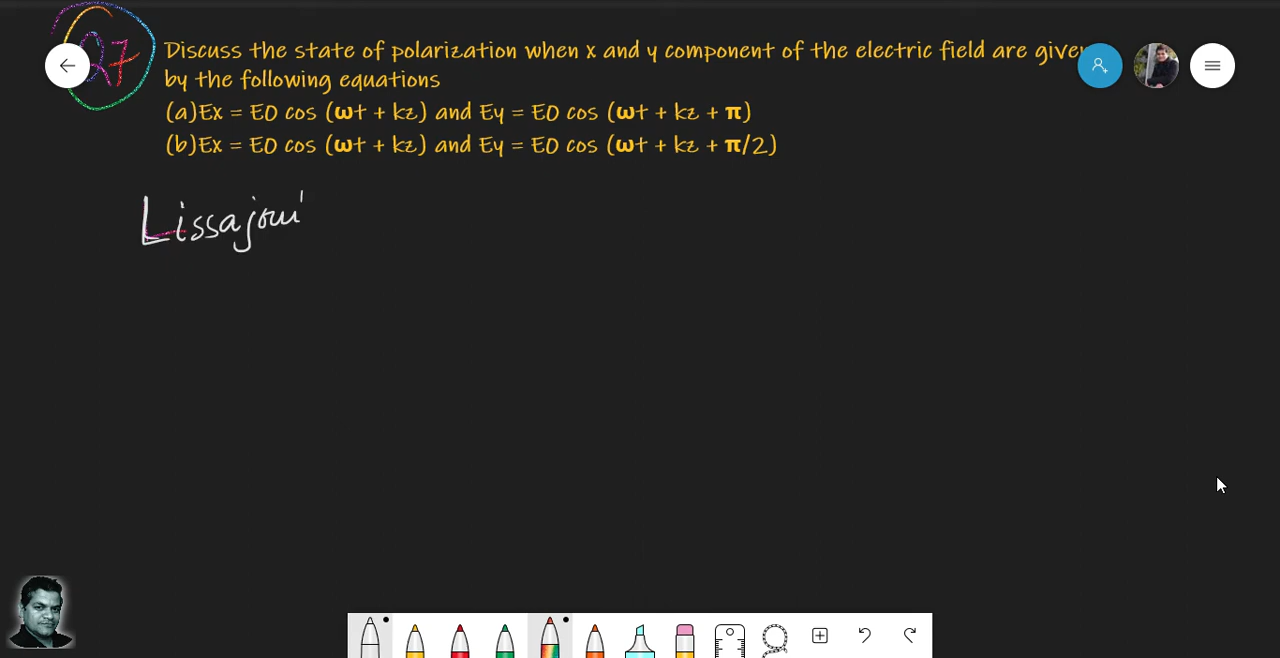 Q7
Discuss the state of polarization when x and y component of the electric field are given
by the following equations
(a)Ex = E0 cos (ωt + kz) and Ey = E0 cos (ωt + kz + π)
(b)Ex = E0 cos (ωt + kz) and Ey = E0 cos (ωt + kz + π/2)
Lissajou'